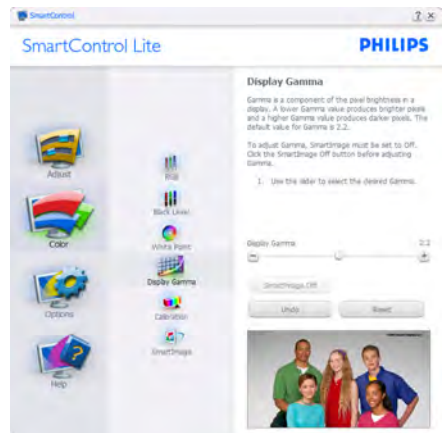 SmartControl
? ×
SmartControl Lite
PHILIPS
Display Gamma
Gamma is a component of the pixel brightness in a
display. A lower Gamma value produces brighter pixels
and a higher Gamma value produces darker pixels. The
default value for Gamma is 2.2.
To adjust Gamma, SmartImage must be set to Off.
Click the SmartImage Off button before adjusting
Gamma.
1. Use the slider to select the desired Gamma.
Adjust
Color
Options
Help
RGB
Black Level
White Point
Display Gamma
Calibration
SmartImage
Display Gamma 2.2
SmartImage Off
Undo Reset